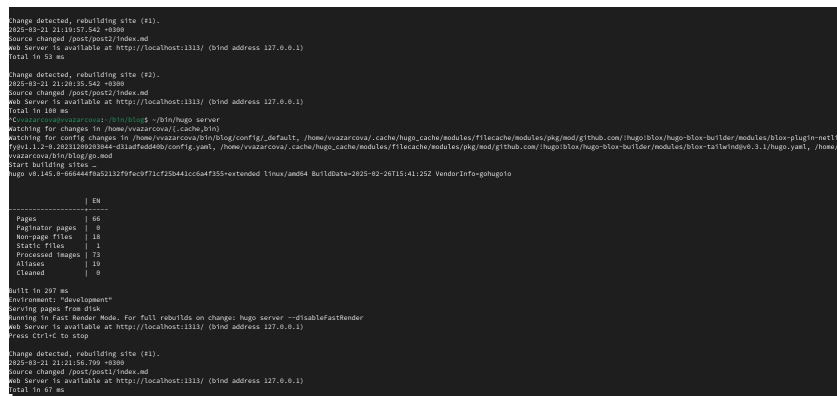 Change detected, rebuilding site (#1).
2025-03-21 21:19:57.542 +0300
Source changed /post/post2/index.md
Web Server is available at http://localhost:1313/ (bind address 127.0.0.1)
Total in 53 ms
Change detected, rebuilding site (#2).
2025-03-21 21:20:35.542 +0300
Source changed /post/post2/index.md
Web Server is available at http://localhost:1313/ (bind address 127.0.0.1)
Total in 100 ms
^Cvvazarcova@vvazarcova:~/bin/blog$ ~/bin/hugo server
Watching for changes in /home/vvazarcova/{.cache,bin}
Watching for config changes in /home/vvazarcova/bin/blog/config/_default, /home/vvazarcova/.cache/hugo_cache/modules/filecache/modules/pkg/mod/github.com/!hugo!blox/hugo-blox-builder/modules/blox-plugin-netli
fy@v1.1.2-0.20231209203044-d31adfedd40b/config.yaml, /home/vvazarcova/.cache/hugo_cache/modules/filecache/modules/pkg/mod/github.com/!hugo!blox/hugo-blox-builder/modules/blox-tailwind@v0.3.1/hugo.yaml, /home/
vvazarcova/bin/blog/go.mod
Start building sites …
hugo v0.145.0-666444f0a52132f9fec9f71cf25b441cc6a4f355+extended linux/amd64 BuildDate=2025-02-26T15:41:25Z VendorInfo=gohugoio
| EN
-------------------+-----
Pages | 66
Paginator pages | 0
Non-page files | 18
Static files | 1
Processed images | 73
Aliases | 19
Cleaned | 0
Built in 297 ms
Environment: "development"
Serving pages from disk
Running in Fast Render Mode. For full rebuilds on change: hugo server --disableFastRender
Web Server is available at http://localhost:1313/ (bind address 127.0.0.1)
Press Ctrl+C to stop
Change detected, rebuilding site (#1).
2025-03-21 21:21:56.799 +0300
Source changed /post/post1/index.md
Web Server is available at http://localhost:1313/ (bind address 127.0.0.1)
Total in 67 ms